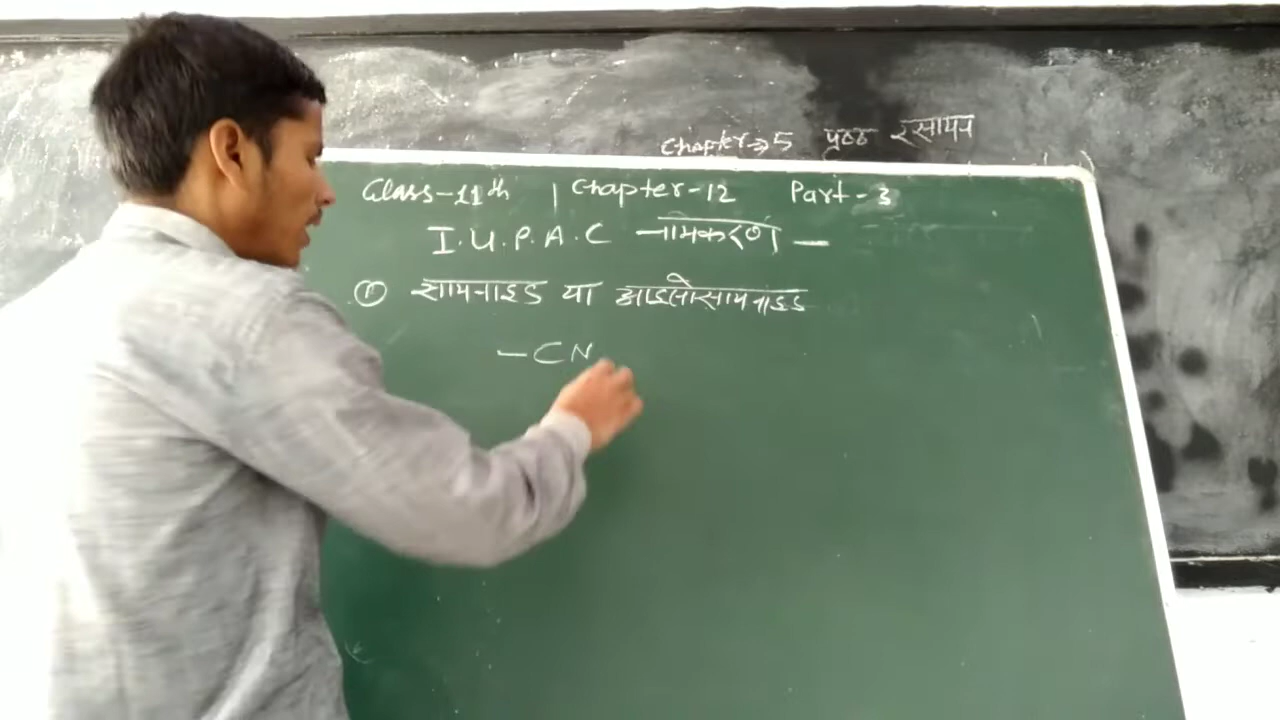 Chapter→5 पृष्ठ रसायन
Class-11th | Chapter-12 Part-3
I.U.P.A.C नामकरण —
① सायनाइड या आइसोसायनाइड
-CN